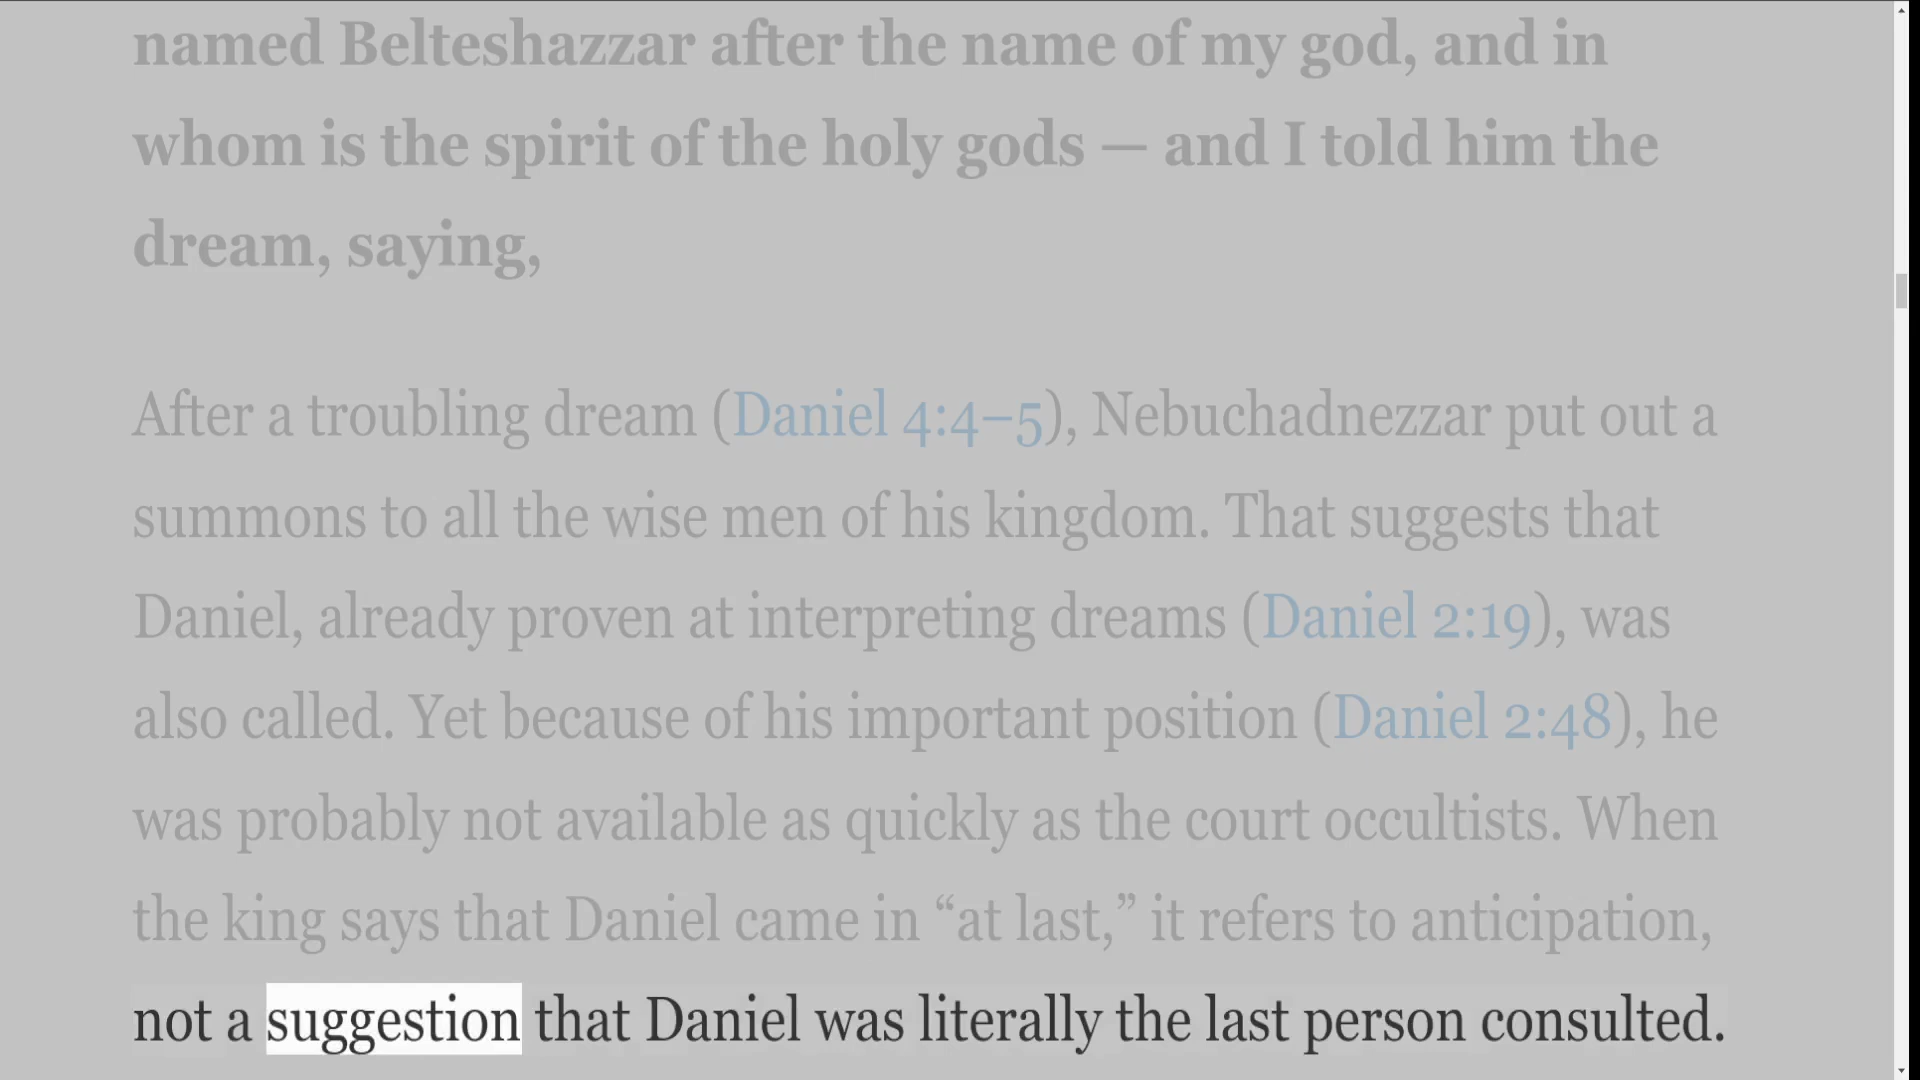 named Belteshazzar after the name of my god, and in
whom is the spirit of the holy gods — and I told him the
dream, saying,
After a troubling dream (Daniel 4:4–5), Nebuchadnezzar put out a
summons to all the wise men of his kingdom. That suggests that
Daniel, already proven at interpreting dreams (Daniel 2:19), was
also called. Yet because of his important position (Daniel 2:48), he
was probably not available as quickly as the court occultists. When
the king says that Daniel came in “at last,” it refers to anticipation,
not a suggestion that Daniel was literally the last person consulted.